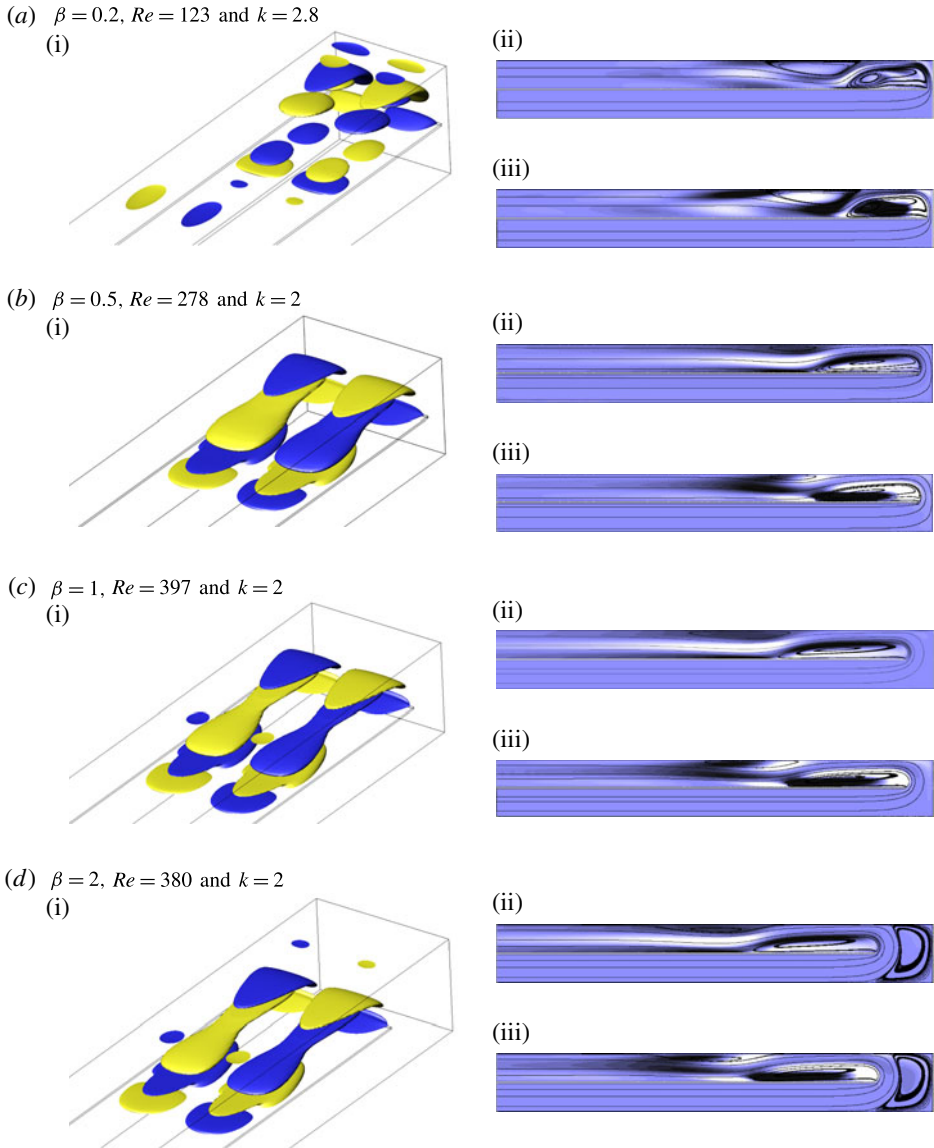 (a) β = 0.2, Re = 123 and k = 2.8
(i)
(ii)
(iii)
(b) β = 0.5, Re = 278 and k = 2
(i)
(ii)
(iii)
(c) β = 1, Re = 397 and k = 2
(i)
(ii)
(iii)
(d) β = 2, Re = 380 and k = 2
(i)
(ii)
(iii)